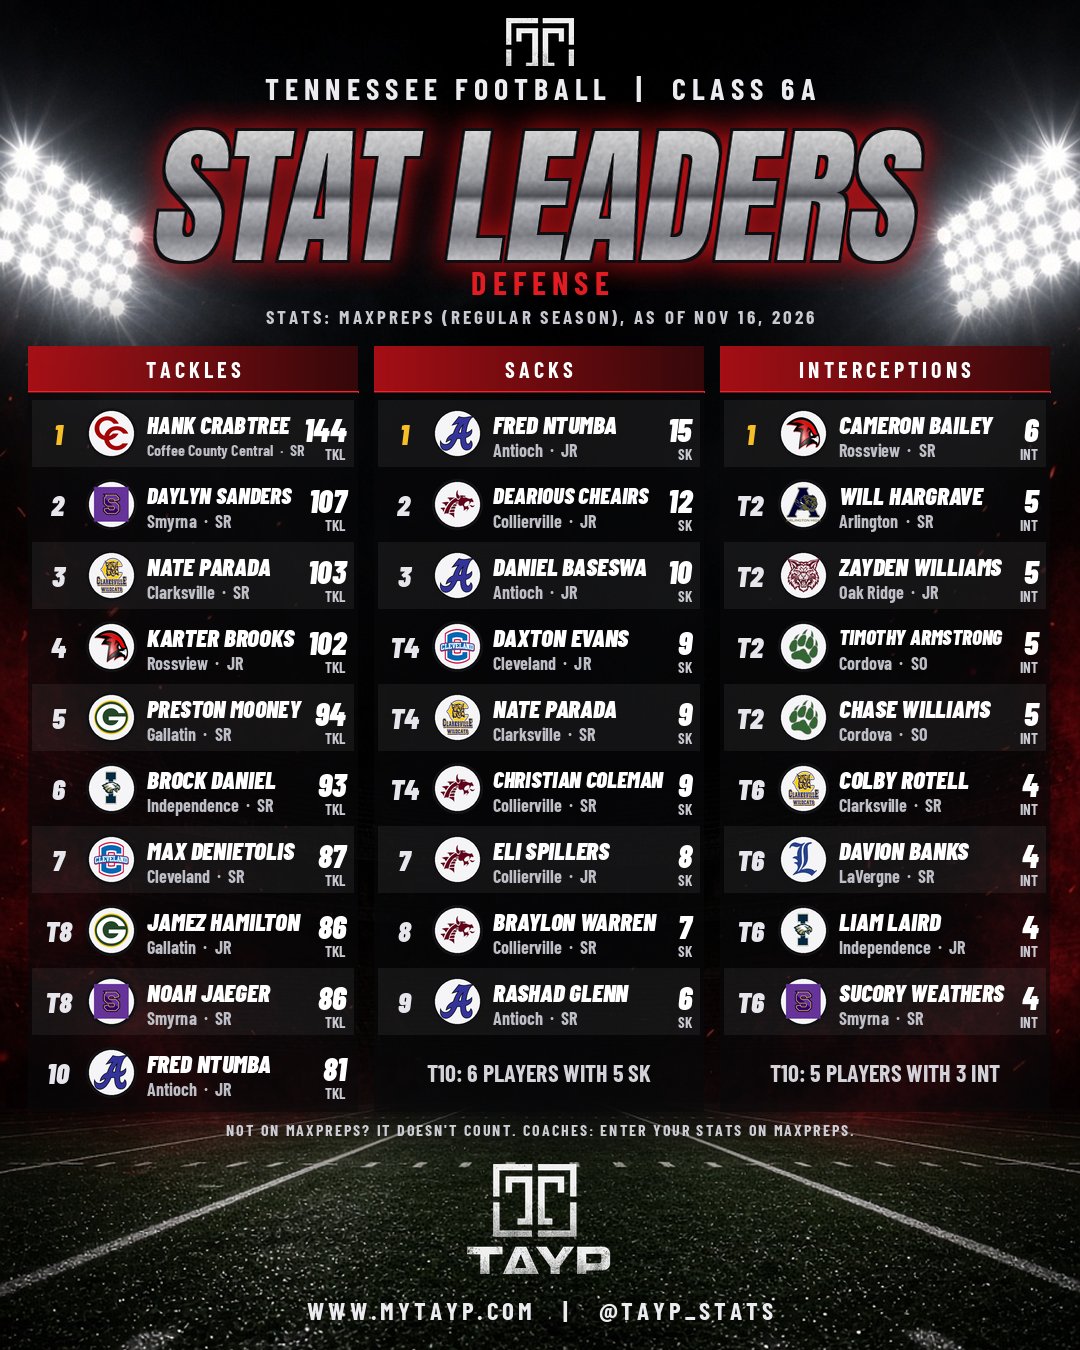 TENNESSEE FOOTBALL | CLASS 6A
STAT LEADERS
DEFENSE
STATS: MAXPREPS (REGULAR SEASON), AS OF NOV 16, 2026
TACKLES
1 HANK CRABTREE 144
Coffee County Central · SR TKL
2 DAYLYN SANDERS 107
Smyrna · SR TKL
3 NATE PARADA 103
Clarksville · SR TKL
4 KARTER BROOKS 102
Rossview · JR TKL
5 PRESTON MOONEY 94
Gallatin · SR TKL
6 BROCK DANIEL 93
Independence · SR TKL
7 MAX DENIETOLIS 87
Cleveland · SR TKL
T8 JAMEZ HAMILTON 86
Gallatin · JR TKL
T8 NOAH JAEGER 86
Smyrna · SR TKL
10 FRED NTUMBA 81
Antioch · JR TKL
SACKS
1 FRED NTUMBA 15
Antioch · JR SK
2 DEARIOUS CHEAIRS 12
Collierville · JR SK
3 DANIEL BASESWA 10
Antioch · JR SK
T4 DAXTON EVANS 9
Cleveland · JR SK
T4 NATE PARADA 9
Clarksville · SR SK
T4 CHRISTIAN COLEMAN 9
Collierville · SR SK
7 ELI SPILLERS 8
Collierville · JR SK
8 BRAYLON WARREN 7
Collierville · SR SK
9 RASHAD GLENN 6
Antioch · SR SK
T10: 6 PLAYERS WITH 5 SK
INTERCEPTIONS
1 CAMERON BAILEY 6
Rossview · SR INT
T2 WILL HARGRAVE 5
Arlington · SR INT
T2 ZAYDEN WILLIAMS 5
Oak Ridge · JR INT
T2 TIMOTHY ARMSTRONG 5
Cordova · SO INT
T2 CHASE WILLIAMS 5
Cordova · SO INT
T6 COLBY ROTELL 4
Clarksville · SR INT
T6 DAVION BANKS 4
LaVergne · SR INT
T6 LIAM LAIRD 4
Independence · JR INT
T6 SUCORY WEATHERS 4
Smyrna · SR INT
T10: 5 PLAYERS WITH 3 INT
NOT ON MAXPREPS? IT DOESN'T COUNT. COACHES: ENTER YOUR STATS ON MAXPREPS.
TAYP
WWW.MYTAYP.COM | @TAYP_STATS